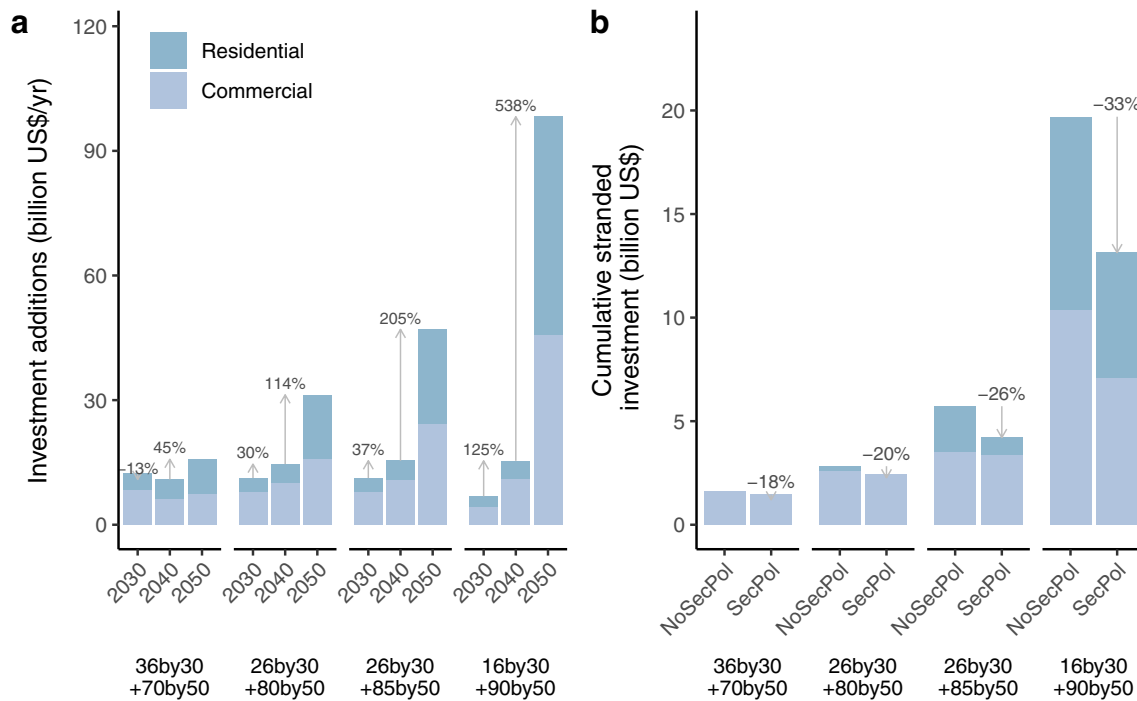 a
Investment additions (billion US$/yr)
120
90
60
30
0
Residential
Commercial
−13%
45%
30%
114%
37%
205%
125%
538%
2030
2040
2050
2030
2040
2050
2030
2040
2050
2030
2040
2050
36by30
+70by50
26by30
+80by50
26by30
+85by50
16by30
+90by50
b
Cumulative stranded
investment (billion US$)
20
15
10
5
0
−18%
−20%
−26%
−33%
NoSecPol
SecPol
NoSecPol
SecPol
NoSecPol
SecPol
NoSecPol
SecPol
36by30
+70by50
26by30
+80by50
26by30
+85by50
16by30
+90by50